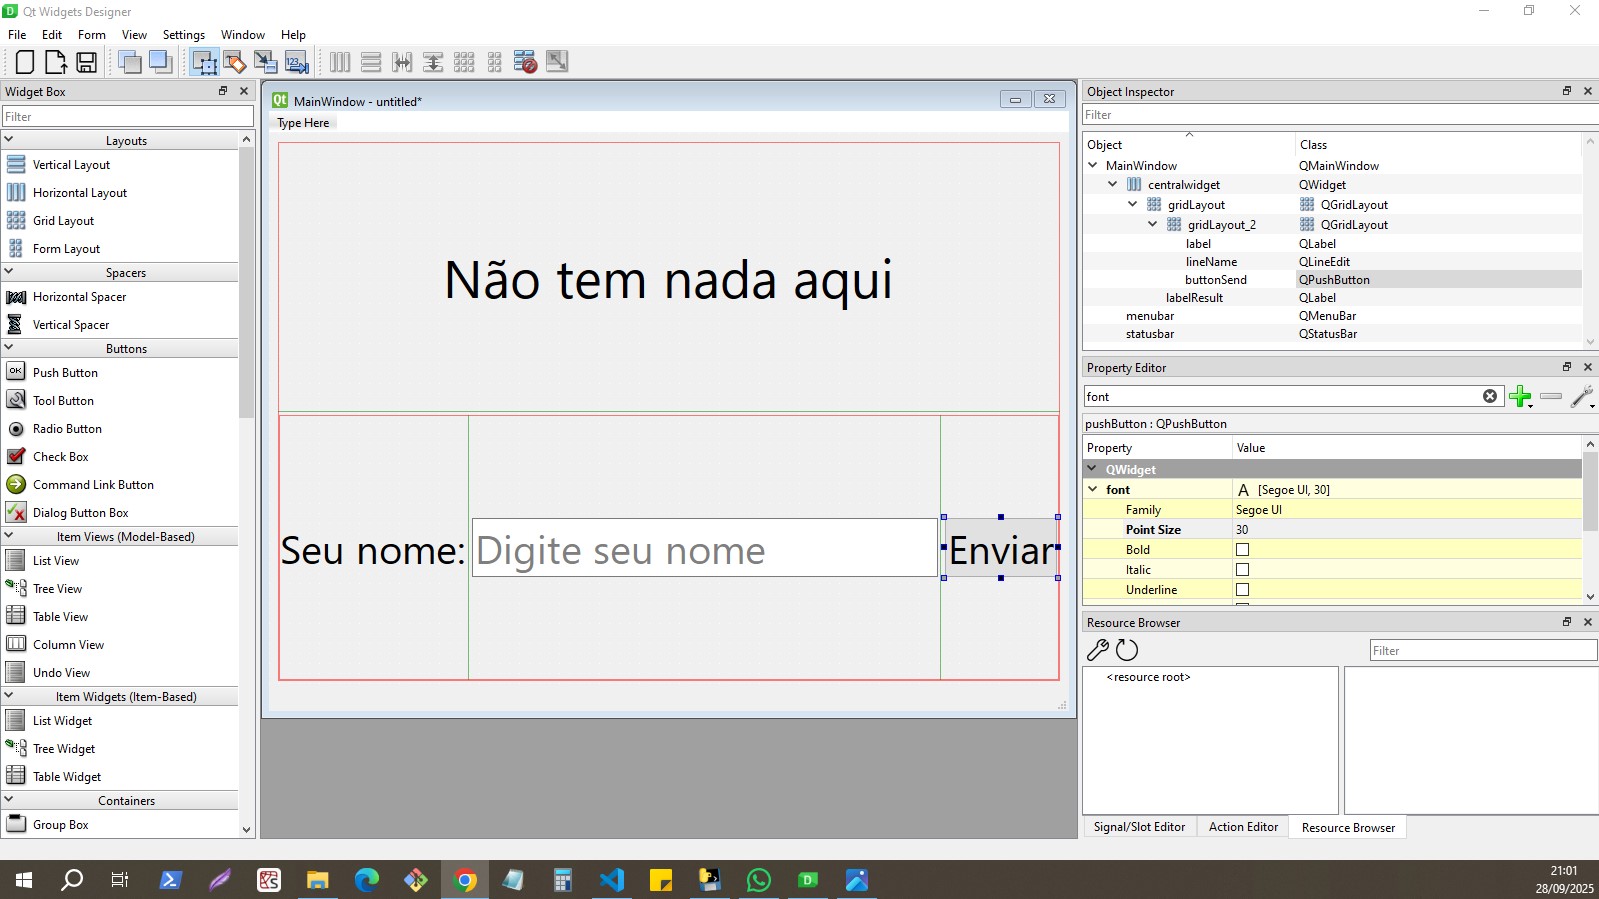 Qt Widgets Designer
File Edit Form View Settings Window Help
Widget Box
Filter
Layouts
Vertical Layout
Horizontal Layout
Grid Layout
Form Layout
Spacers
Horizontal Spacer
Vertical Spacer
Buttons
Push Button
Tool Button
Radio Button
Check Box
Command Link Button
Dialog Button Box
Item Views (Model-Based)
List View
Tree View
Table View
Column View
Undo View
Item Widgets (Item-Based)
List Widget
Tree Widget
Table Widget
Containers
Group Box
MainWindow - untitled*
Type Here
Não tem nada aqui
Seu nome: Digite seu nome Enviar
Object Inspector
Filter
Object Class
MainWindow QMainWindow
centralwidget QWidget
gridLayout QGridLayout
gridLayout_2 QGridLayout
label QLabel
lineName QLineEdit
buttonSend QPushButton
labelResult QLabel
menubar QMenuBar
statusbar QStatusBar
Property Editor
font
pushButton : QPushButton
Property Value
QWidget
font A [Segoe UI, 30]
Family Segoe UI
Point Size 30
Bold
Italic
Underline
Resource Browser
Filter
<resource root>
Signal/Slot Editor Action Editor Resource Browser
21:01
28/09/2025